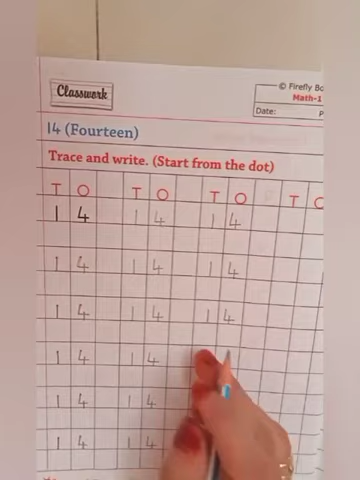 Classwork
© Firefly Bo
Math-1
Date: P
14 (Fourteen)
Trace and write. (Start from the dot)
T O T O T O T O
1 4 1 4 1 4
1 4 1 4 1 4
1 4 1 4 1 4
1 4 1 4
1 4 1 4
1 4 1 4